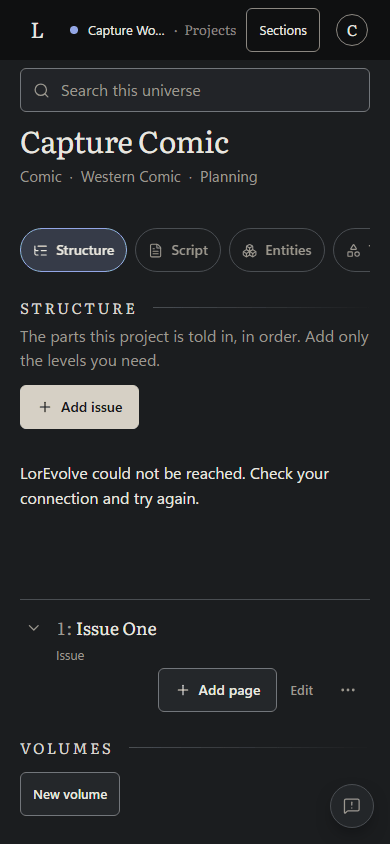 L
Capture Wo... · Projects
Sections
C
Search this universe
Capture Comic
Comic · Western Comic · Planning
Structure
Script
Entities
STRUCTURE
The parts this project is told in, in order. Add only
the levels you need.
+ Add issue
LorEvolve could not be reached. Check your
connection and try again.
1: Issue One
Issue
+ Add page
Edit
...
VOLUMES
New volume